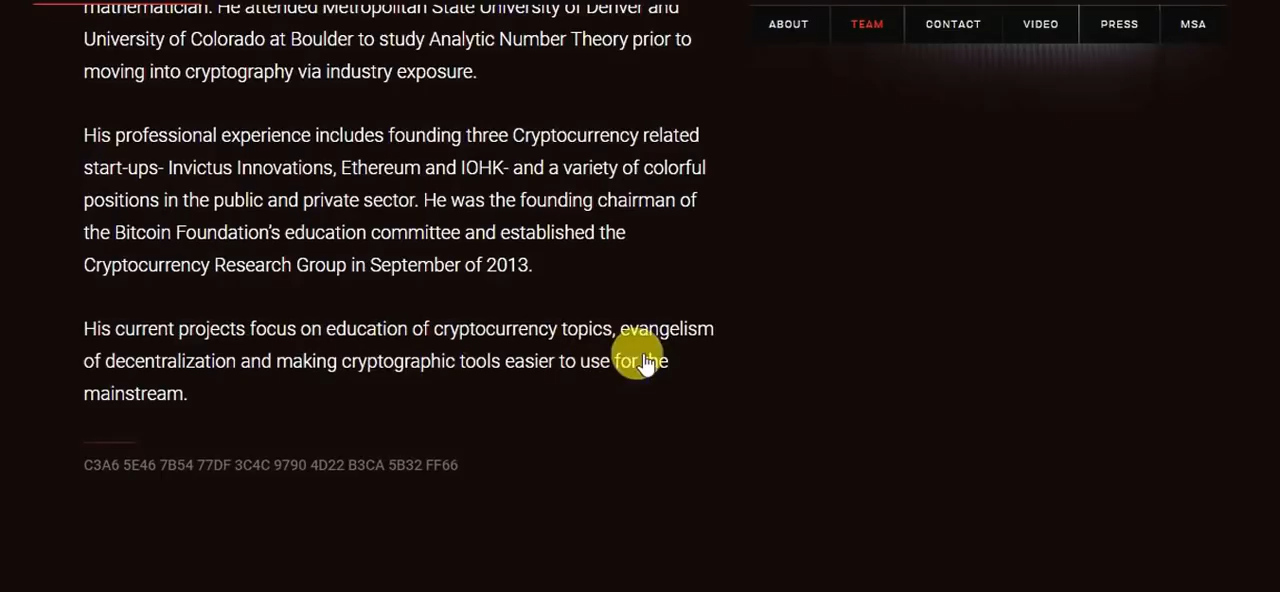 mathematician. He attended Metropolitan State University of Denver and
University of Colorado at Boulder to study Analytic Number Theory prior to
moving into cryptography via industry exposure.
His professional experience includes founding three Cryptocurrency related
start-ups- Invictus Innovations, Ethereum and IOHK- and a variety of colorful
positions in the public and private sector. He was the founding chairman of
the Bitcoin Foundation’s education committee and established the
Cryptocurrency Research Group in September of 2013.
His current projects focus on education of cryptocurrency topics, evangelism
of decentralization and making cryptographic tools easier to use for the
mainstream.
C3A6 5E46 7B54 77DF 3C4C 9790 4D22 B3CA 5B32 FF66
ABOUT TEAM CONTACT VIDEO PRESS MSA